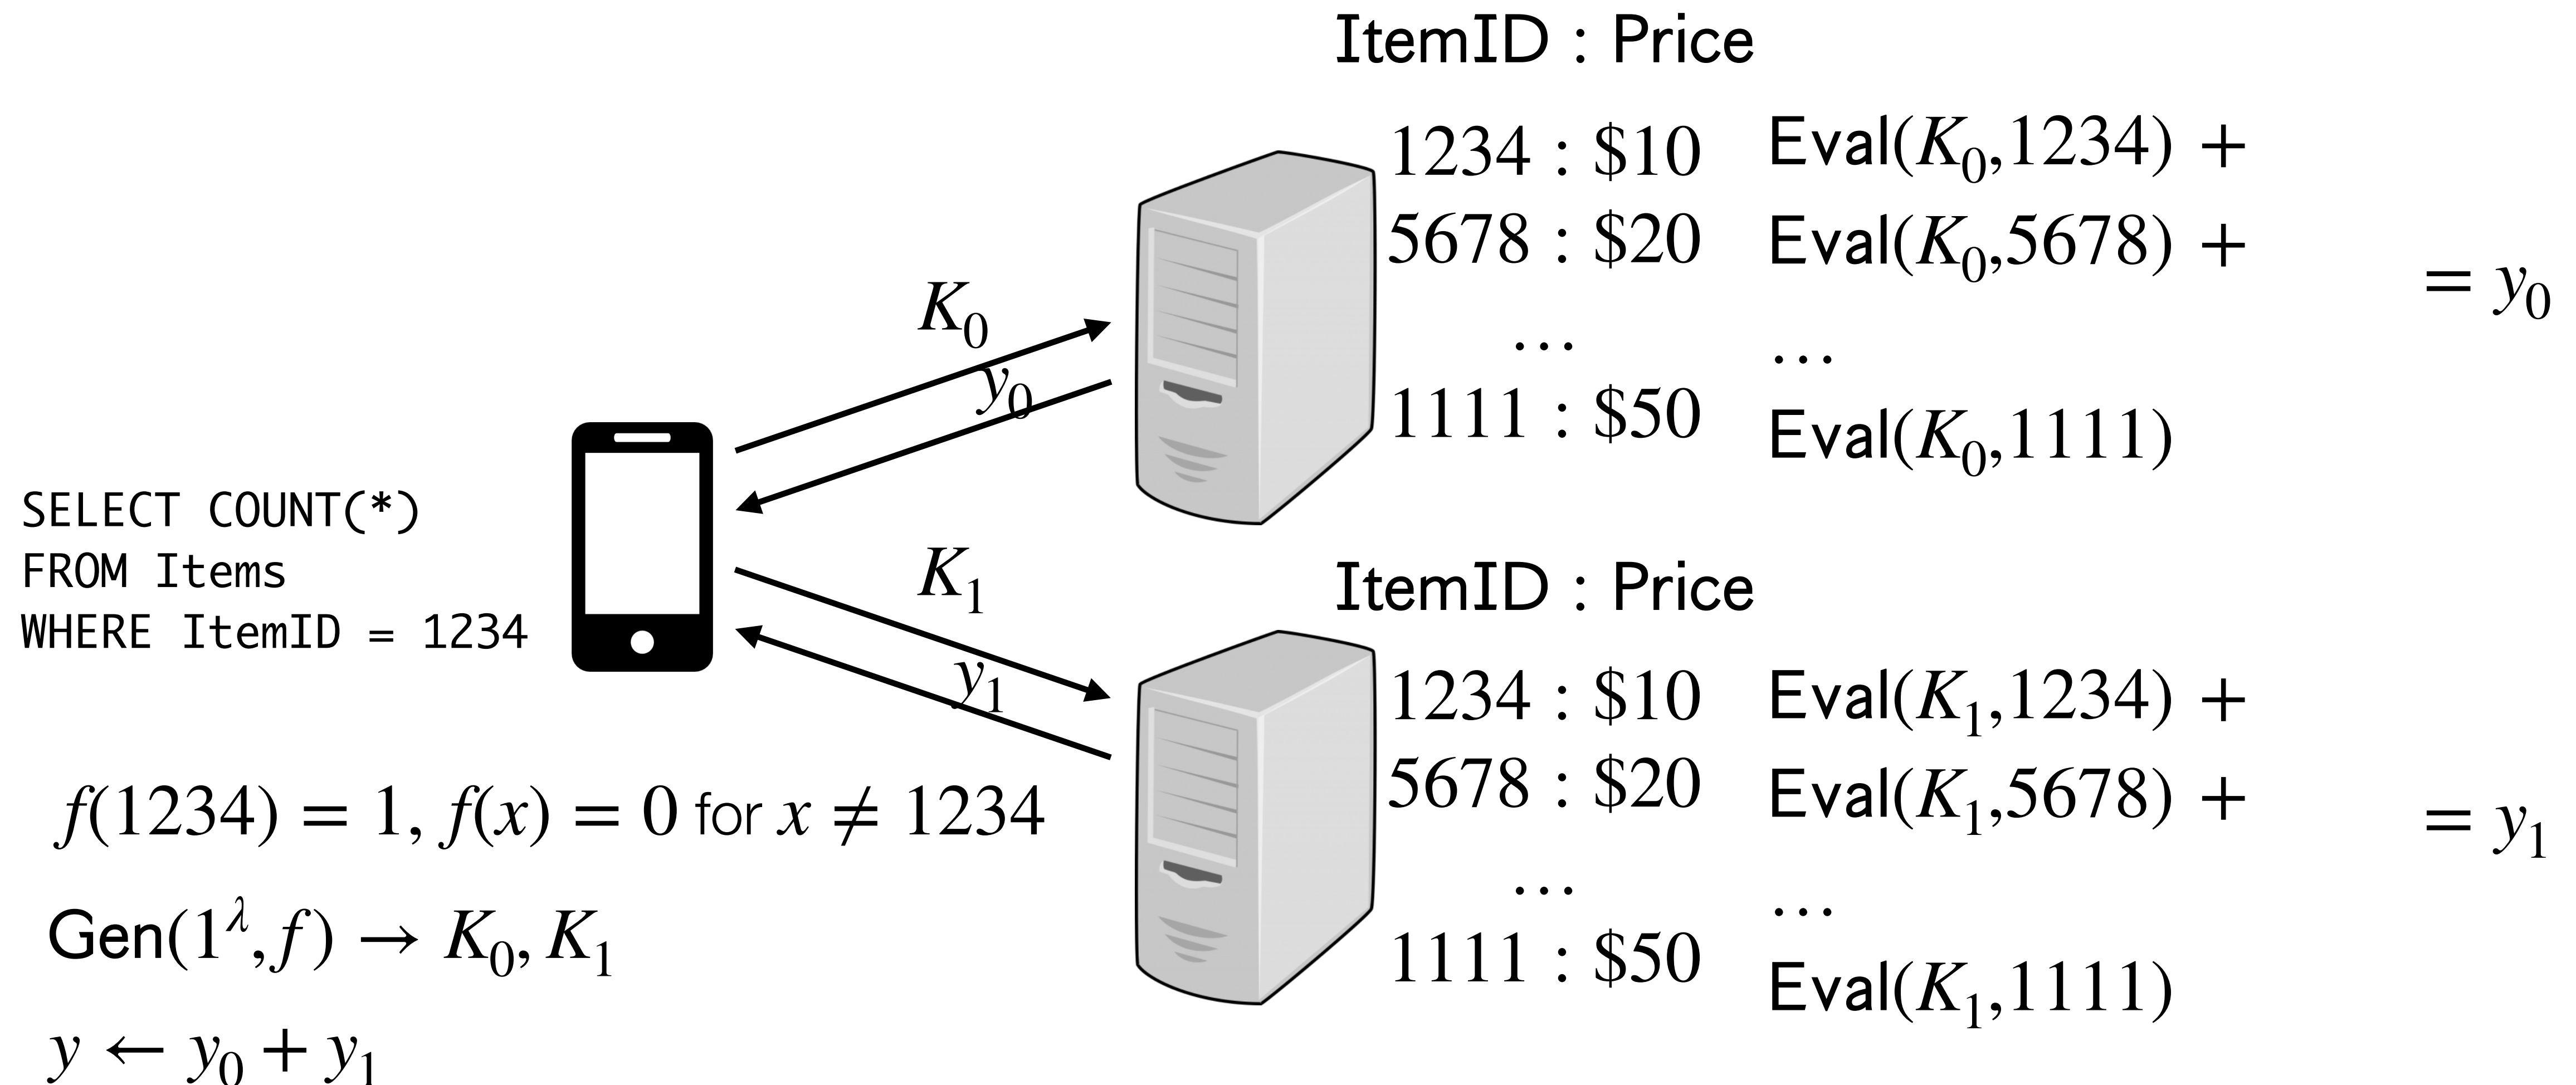 ItemID : Price
1234 : $10 Eval(K₀,1234) +
5678 : $20 Eval(K₀,5678) +
= y₀
… …
1111 : $50 Eval(K₀,1111)
K₀
y₀
SELECT COUNT(*)
FROM Items
WHERE ItemID = 1234
K₁
y₁
ItemID : Price
1234 : $10 Eval(K₁,1234) +
5678 : $20 Eval(K₁,5678) +
= y₁
… …
1111 : $50 Eval(K₁,1111)
f(1234) = 1, f(x) = 0 for x ≠ 1234
Gen(1^λ, f) → K₀, K₁
y ← y₀ + y₁